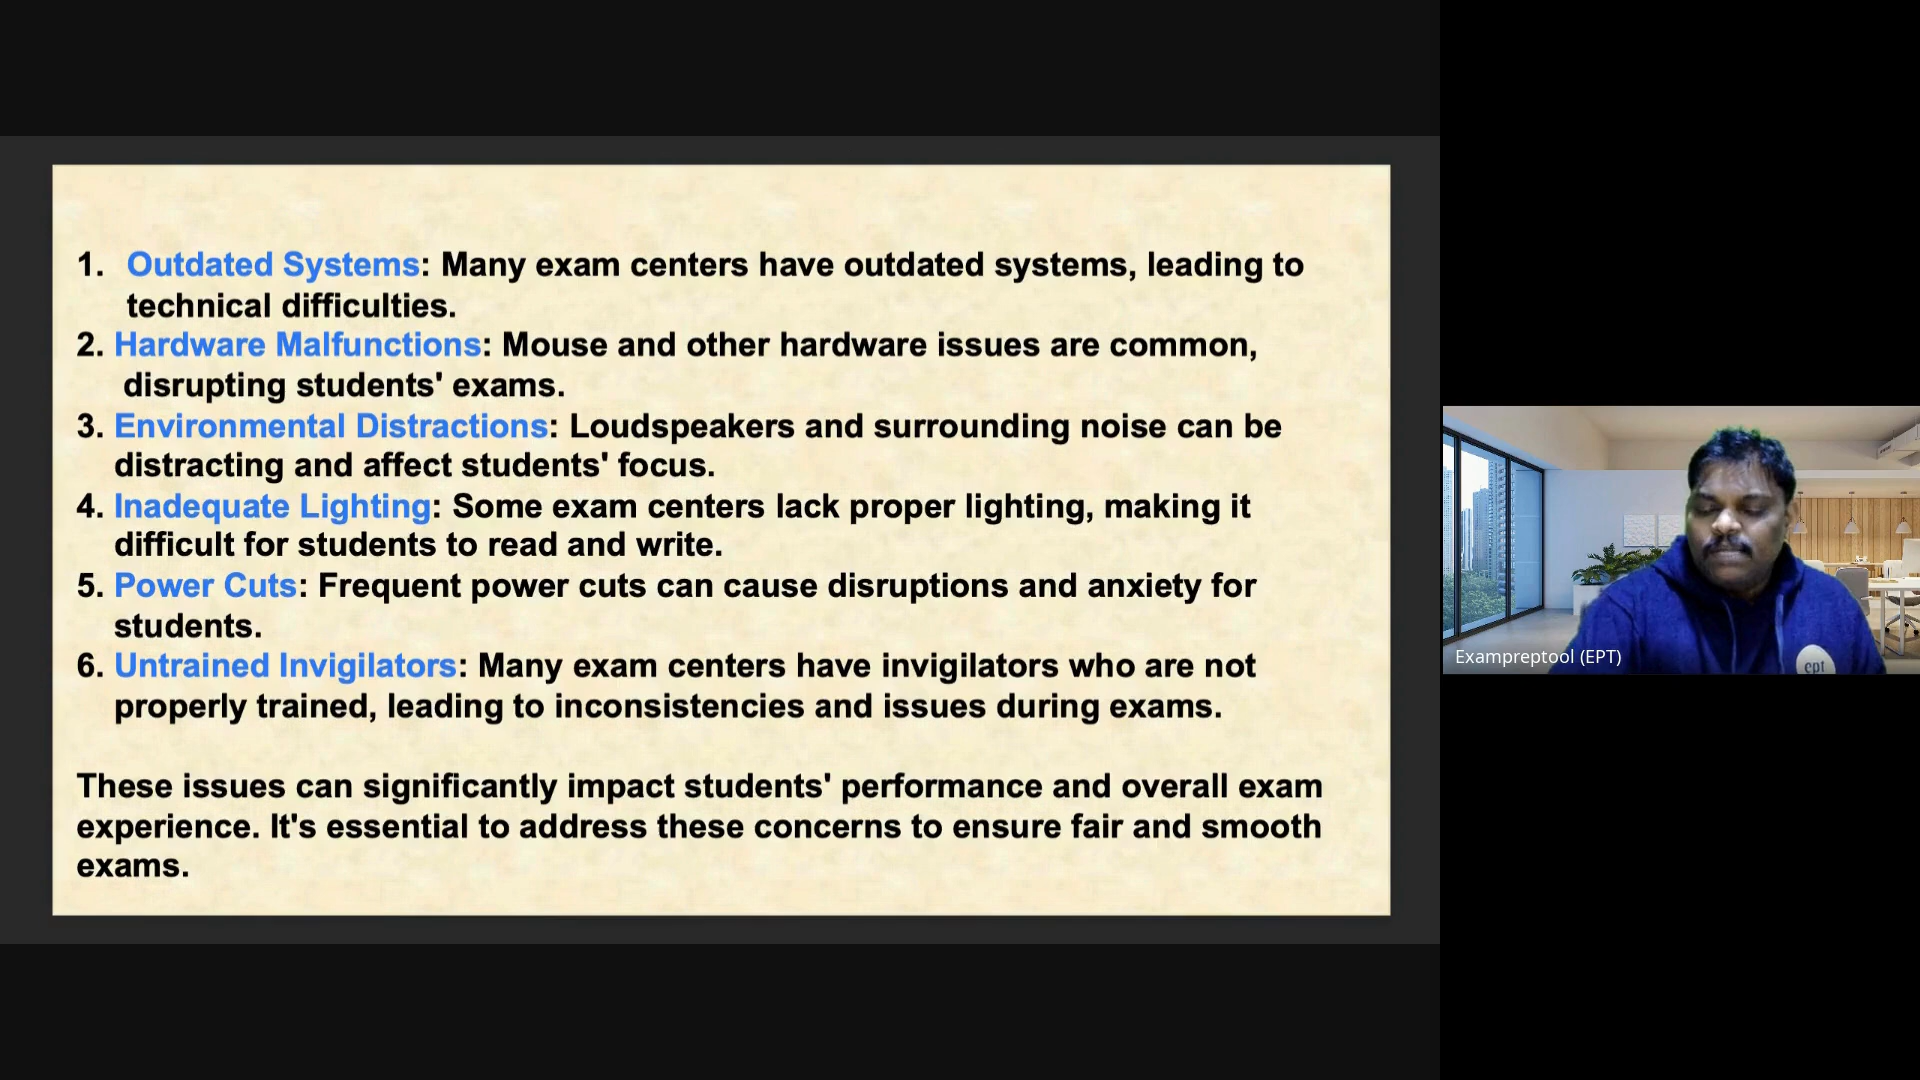 1. Outdated Systems: Many exam centers have outdated systems, leading to
technical difficulties.
2. Hardware Malfunctions: Mouse and other hardware issues are common,
disrupting students' exams.
3. Environmental Distractions: Loudspeakers and surrounding noise can be
distracting and affect students' focus.
4. Inadequate Lighting: Some exam centers lack proper lighting, making it
difficult for students to read and write.
5. Power Cuts: Frequent power cuts can cause disruptions and anxiety for
students.
6. Untrained Invigilators: Many exam centers have invigilators who are not
properly trained, leading to inconsistencies and issues during exams.
These issues can significantly impact students' performance and overall exam
experience. It's essential to address these concerns to ensure fair and smooth
exams.
Exampreptool (EPT)
ept